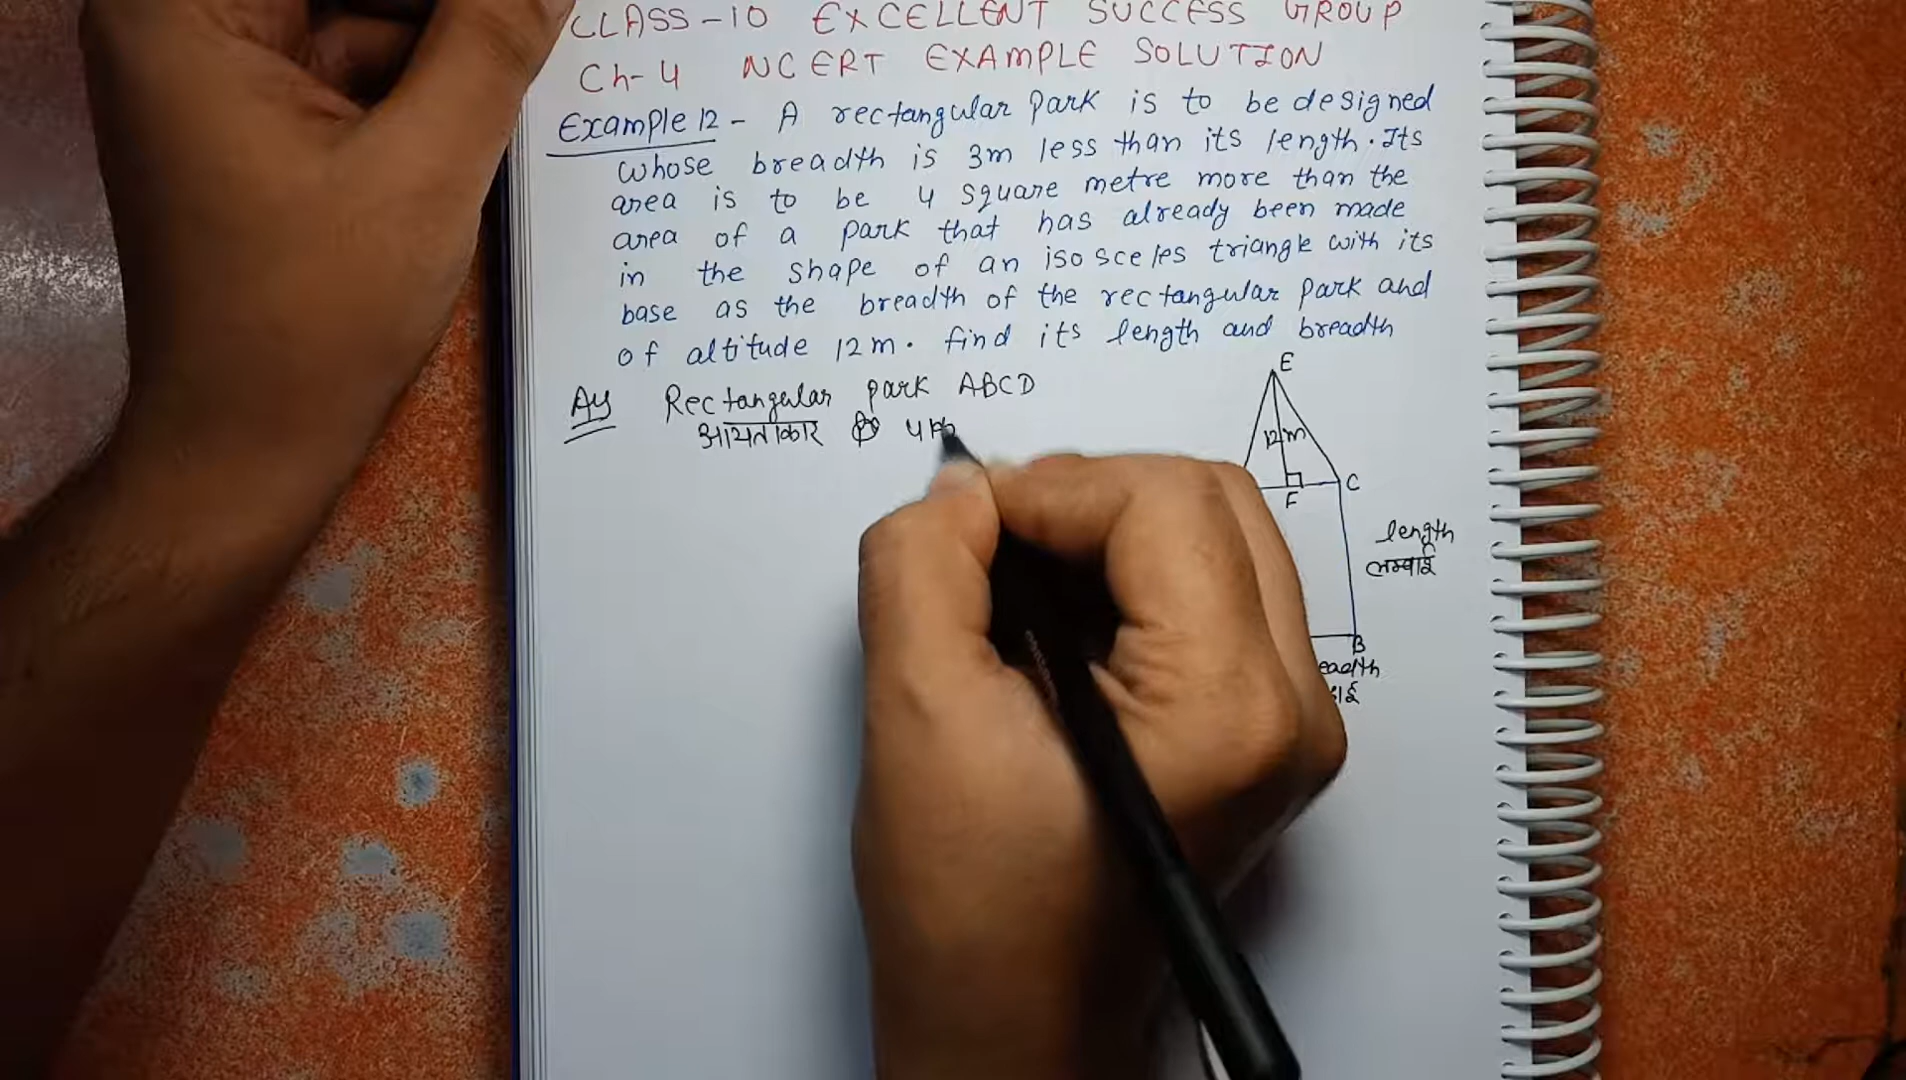 CLASS-10 EXCELLENT SUCCESS GROUP
Ch-4 NCERT EXAMPLE SOLUTION
Example 12 - A rectangular park is to be designed
whose breadth is 3m less than its length. Its
area is to be 4 square metre more than the
area of a park that has already been made
in the shape of an isosceles triangle with its
base as the breadth of the rectangular park and
of altitude 12m. find its length and breadth
Rectangular park ABCD
आयताकार
E
12m
C
F
length
लम्बाई
B